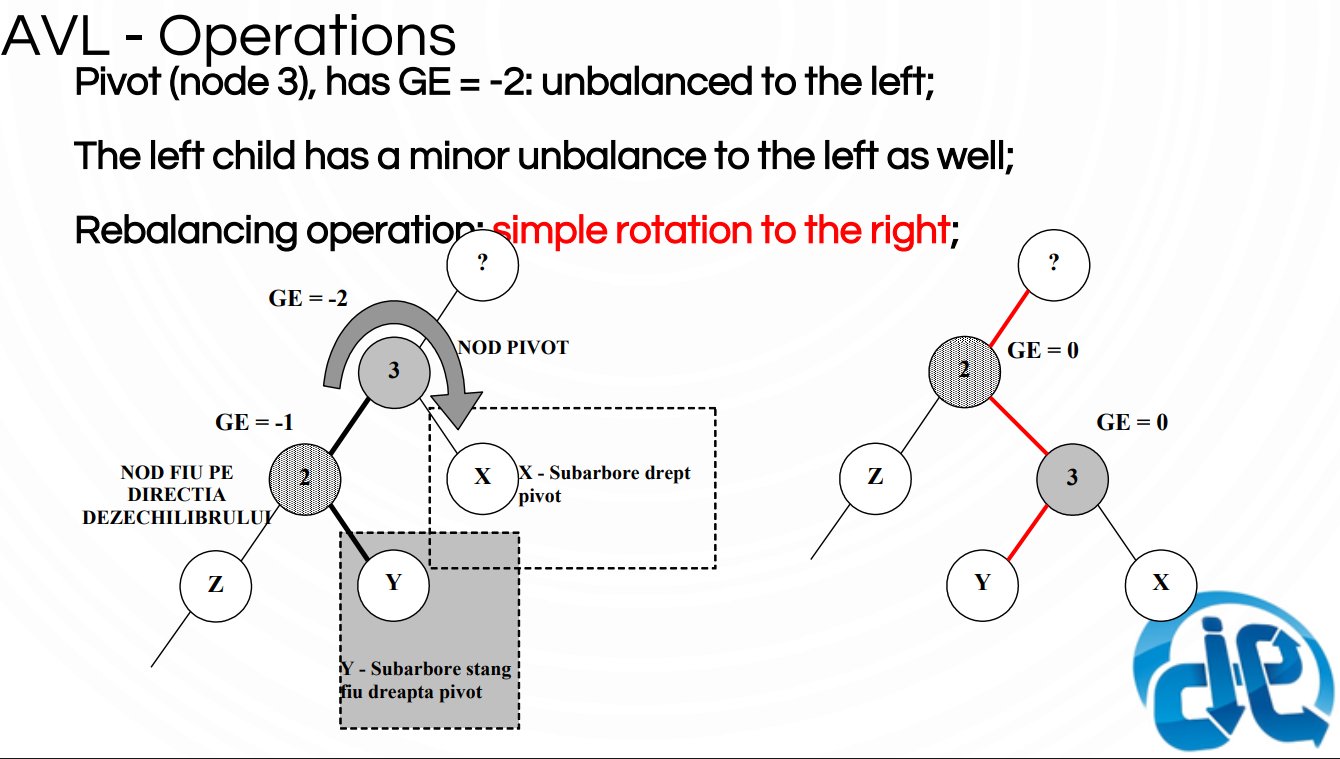 AVL - Operations
Pivot (node 3), has GE = -2: unbalanced to the left;
The left child has a minor unbalance to the left as well;
Rebalancing operation: simple rotation to the right;
?
GE = -2
NOD PIVOT
3
GE = -1
NOD FIU PE
DIRECTIA
DEZECHILIBRULUI
2
X
X - Subarbore drept
pivot
Z
Y
Y - Subarbore stang
fiu dreapta pivot
?
2
GE = 0
GE = 0
Z
3
Y
X